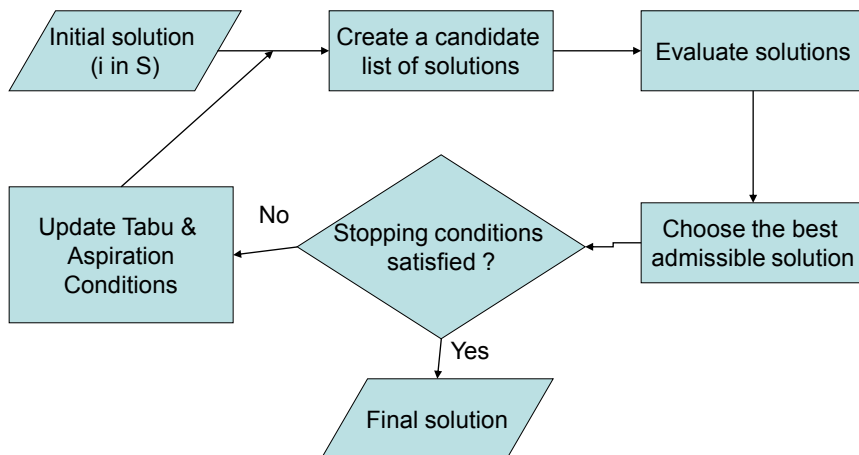 Initial solution
(i in S)
Create a candidate
list of solutions
Evaluate solutions
Choose the best
admissible solution
Stopping conditions
satisfied ?
No
Update Tabu &
Aspiration
Conditions
Yes
Final solution